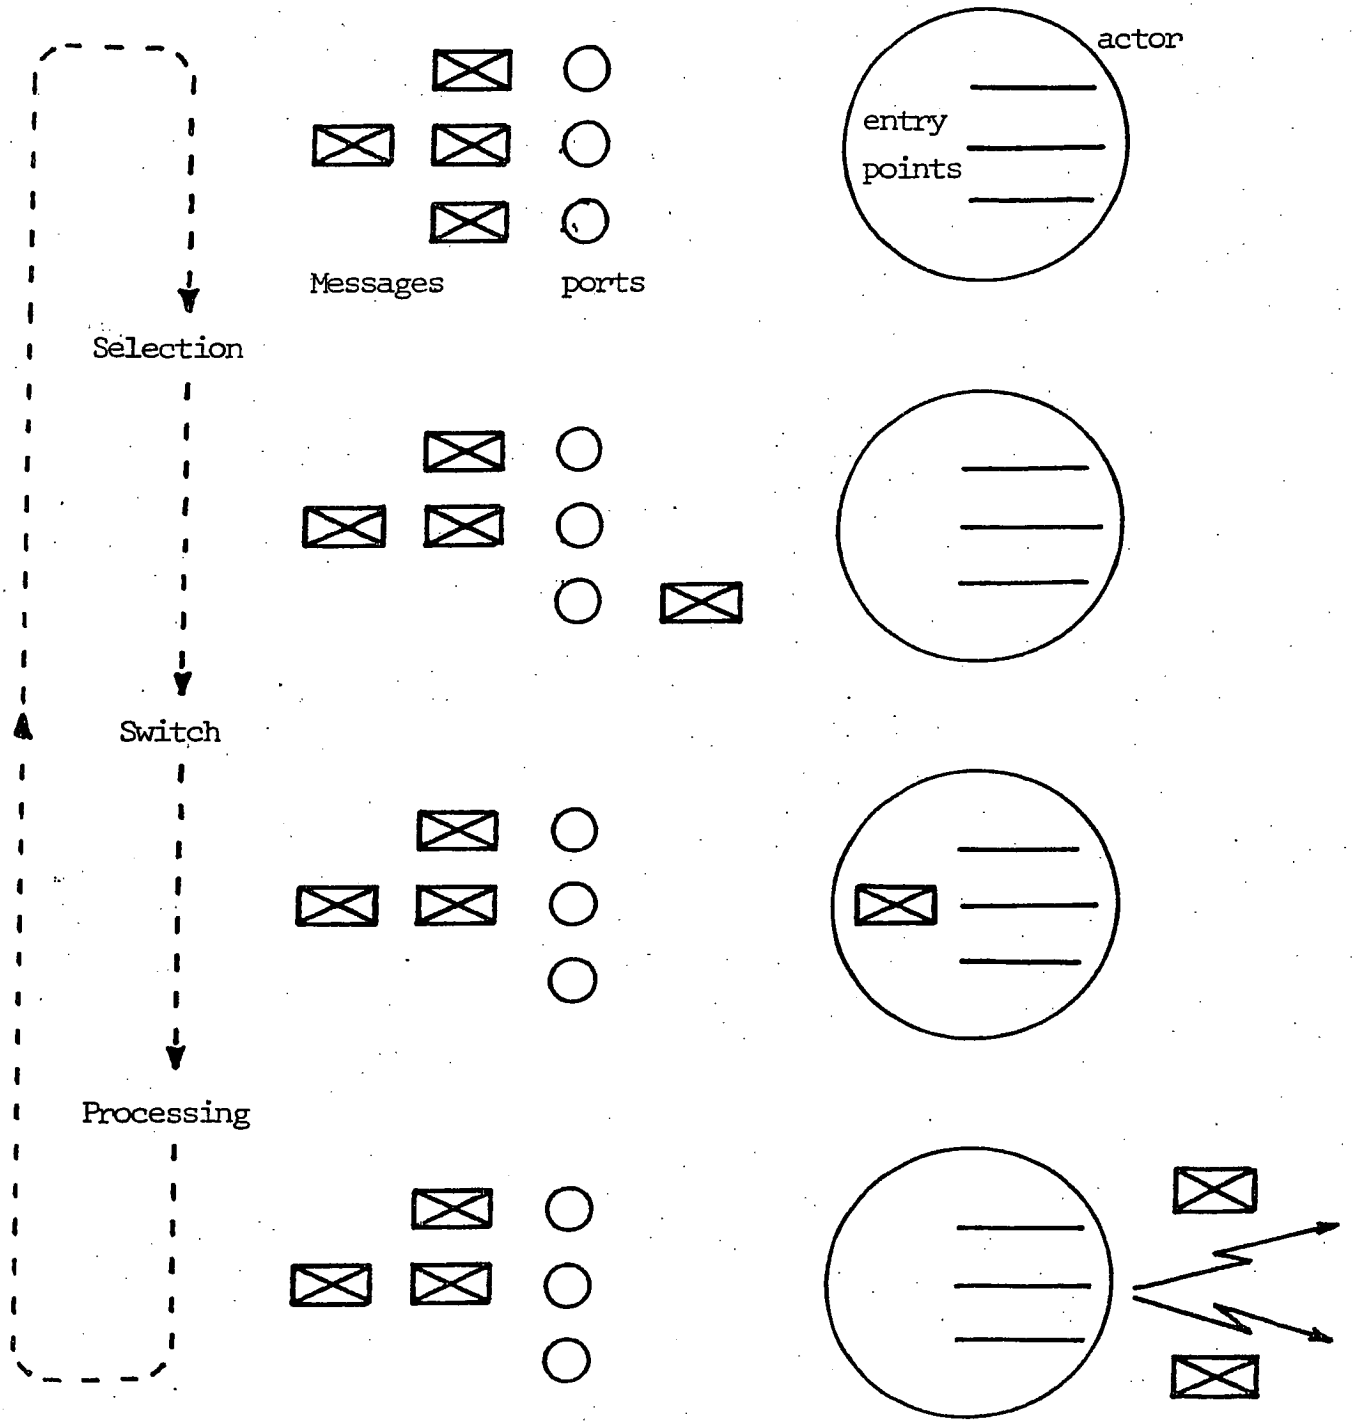 actor
entry
points
Messages
ports
Selection
Switch
Processing